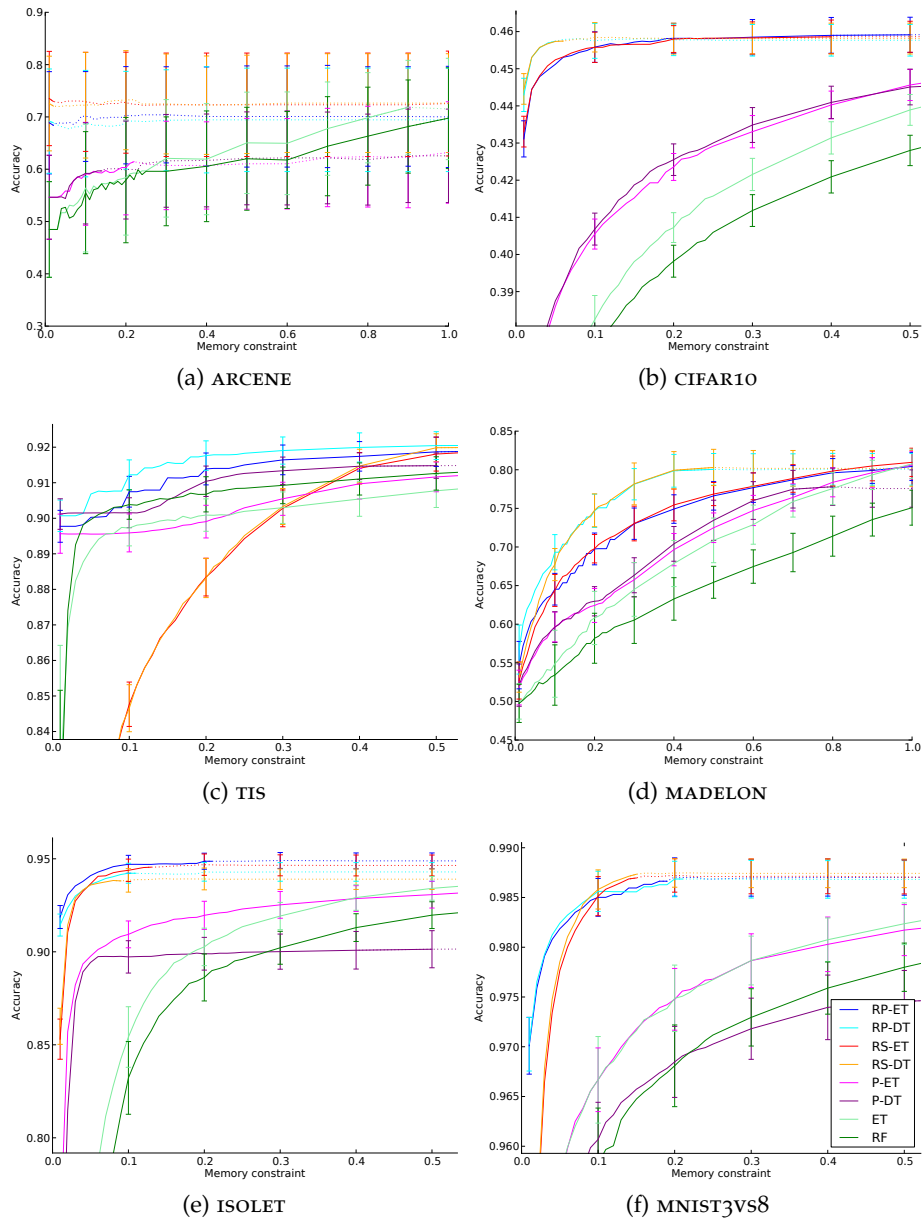 0.9
0.8
0.7
0.6
0.5
0.4
0.3
Accuracy
0.0 0.2 0.4 0.6 0.8 1.0
Memory constraint
(a) ARCENE
0.46
0.45
0.44
0.43
0.42
0.41
0.40
0.39
Accuracy
0.0 0.1 0.2 0.3 0.4 0.5
Memory constraint
(b) CIFAR10
0.92
0.91
0.90
0.89
0.88
0.87
0.86
0.85
0.84
Accuracy
0.0 0.1 0.2 0.3 0.4 0.5
Memory constraint
(c) TIS
0.80
0.75
0.70
0.65
0.60
0.55
0.50
0.45
Accuracy
0.0 0.2 0.4 0.6 0.8 1.0
Memory constraint
(d) MADELON
0.95
0.90
0.85
0.80
Accuracy
0.0 0.1 0.2 0.3 0.4 0.5
Memory constraint
(e) ISOLET
0.990
0.985
0.980
0.975
0.970
0.965
0.960
Accuracy
RP-ET
RP-DT
RS-ET
RS-DT
P-ET
P-DT
ET
RF
0.0 0.1 0.2 0.3 0.4 0.5
Memory constraint
(f) MNIST3VS8